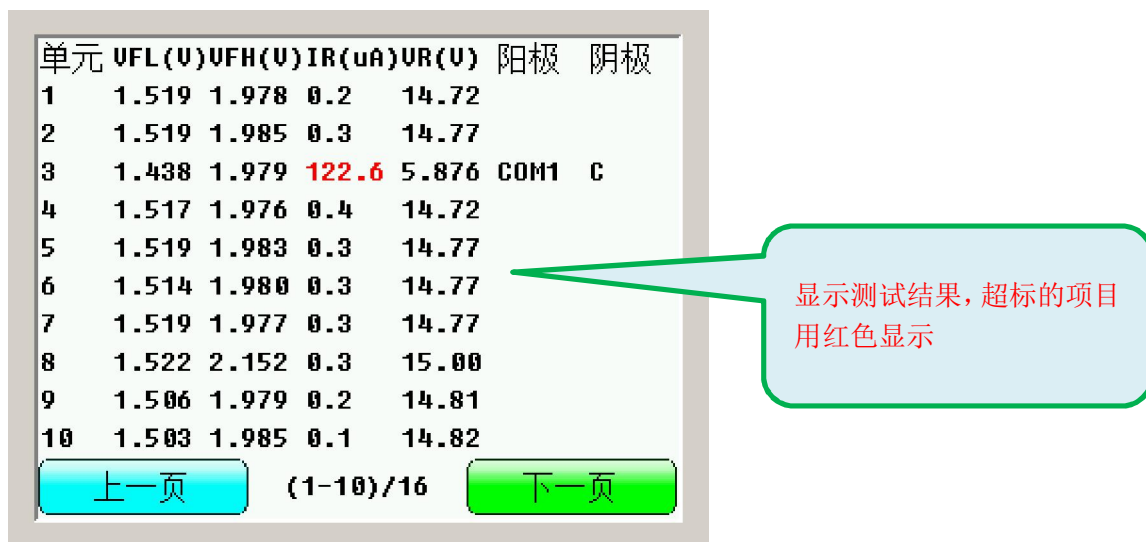 单元 VFL(V)VFH(V)IR(uA)VR(V) 阳极 阴极
1 1.519 1.978 0.2 14.72
2 1.519 1.985 0.3 14.77
3 1.438 1.979 122.6 5.876 COM1 C
4 1.517 1.976 0.4 14.72
5 1.519 1.983 0.3 14.77
6 1.514 1.980 0.3 14.77
7 1.519 1.977 0.3 14.77
8 1.522 2.152 0.3 15.00
9 1.506 1.979 0.2 14.81
10 1.503 1.985 0.1 14.82
上一页 (1-10)/16 下一页
显示测试结果，超标的项目
用红色显示